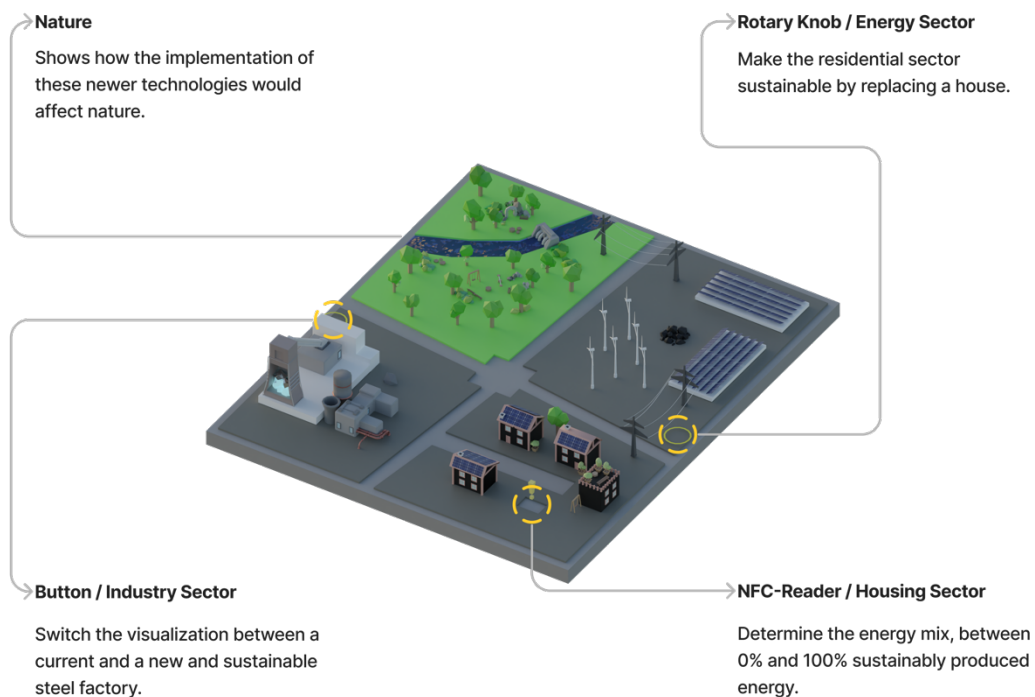 Nature
Shows how the implementation of
these newer technologies would
affect nature.
Rotary Knob / Energy Sector
Make the residential sector
sustainable by replacing a house.
Button / Industry Sector
Switch the visualization between a
current and a new and sustainable
steel factory.
NFC-Reader / Housing Sector
Determine the energy mix, between
0% and 100% sustainably produced
energy.